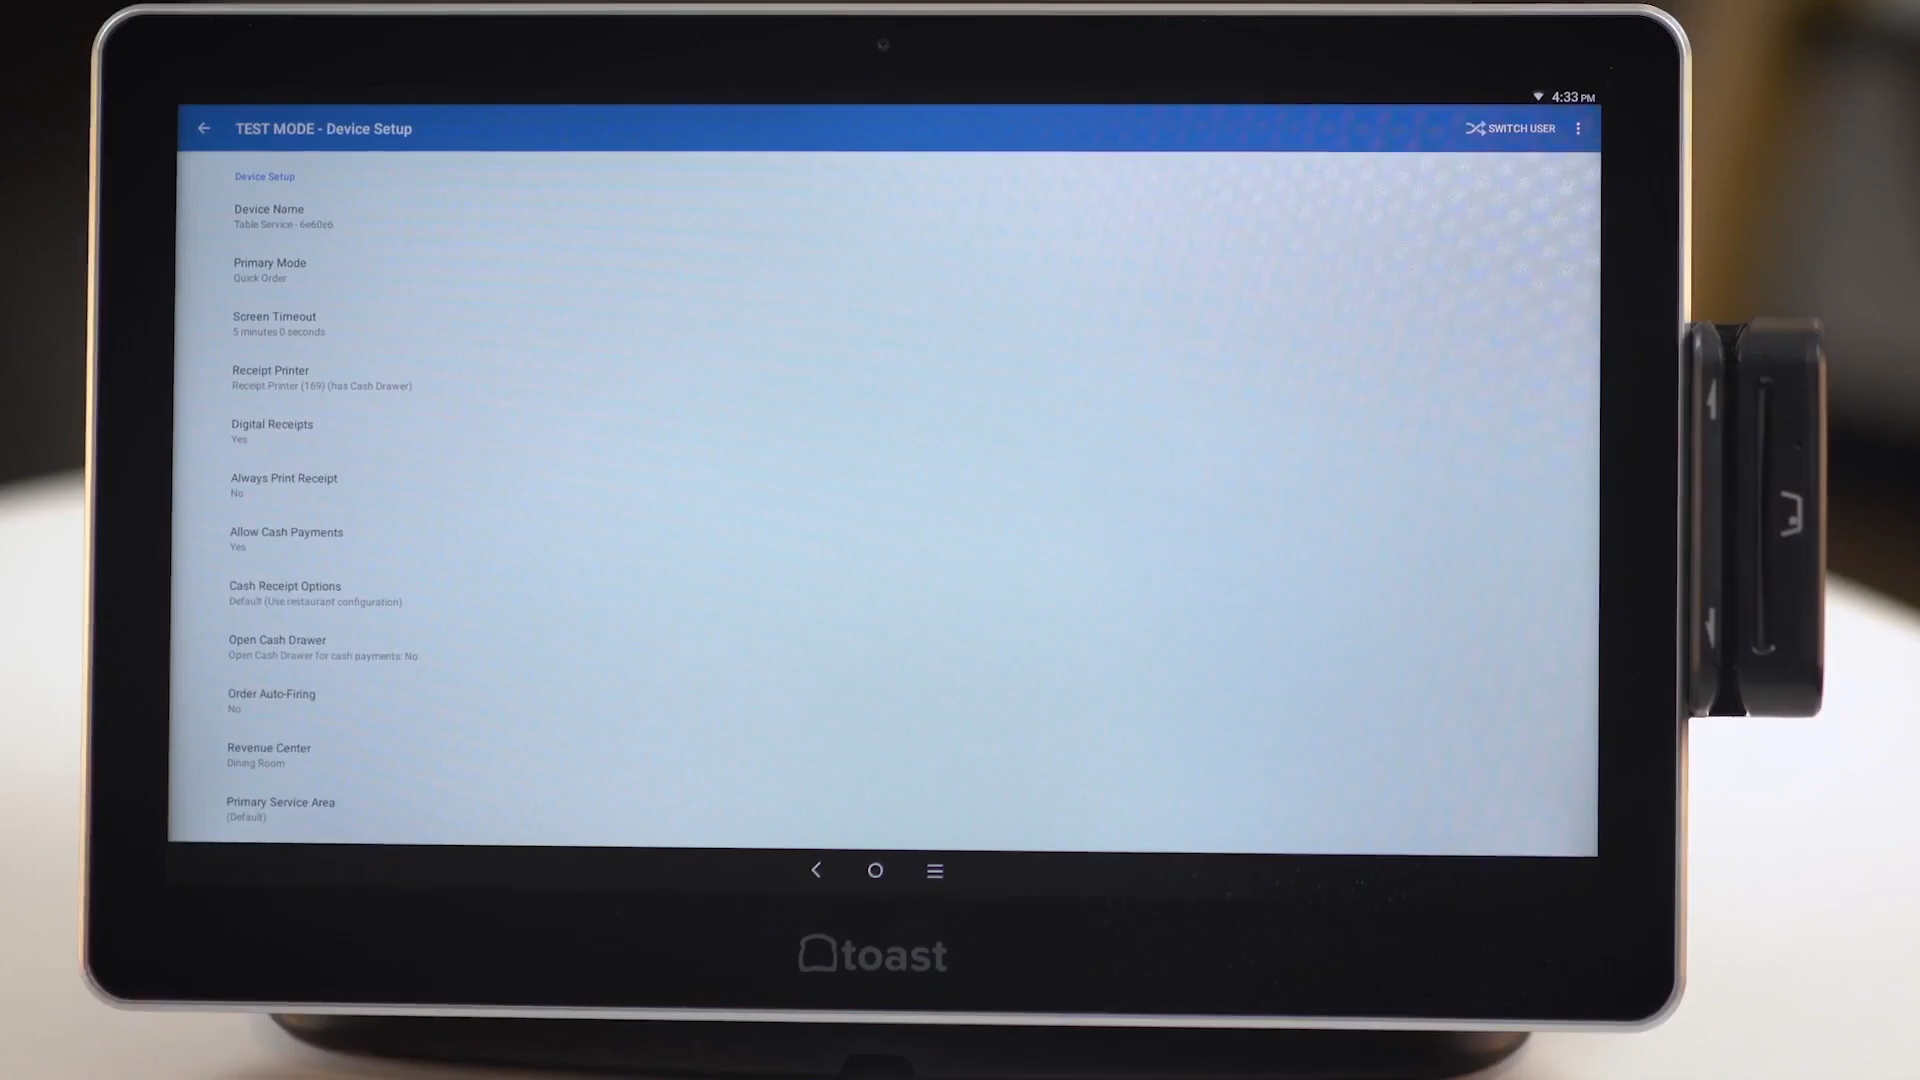 4:33 PM
TEST MODE - Device Setup
SWITCH USER
Device Setup
Device Name
Table Service - 6e60e6
Primary Mode
Quick Order
Screen Timeout
5 minutes 0 seconds
Receipt Printer
Receipt Printer (169) (has Cash Drawer)
Digital Receipts
Yes
Always Print Receipt
No
Allow Cash Payments
Yes
Cash Receipt Options
Default (Use restaurant configuration)
Open Cash Drawer
Open Cash Drawer for cash payments: No
Order Auto-Firing
No
Revenue Center
Dining Room
Primary Service Area
(Default)
toast